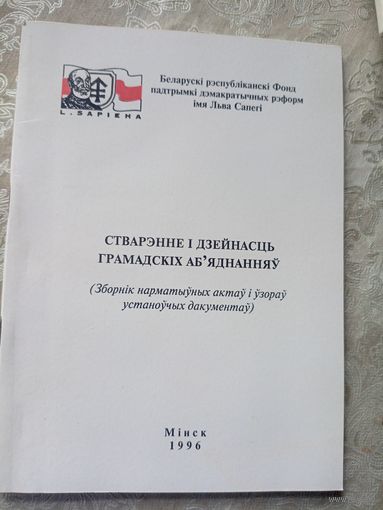 Беларускі рэспубліканскі Фонд
падтрымкі дэмакратычных рэформ
імя Льва Сапегі
L. SAPIEHA
СТВАРЭННЕ І ДЗЕЙНАСЦЬ
ГРАМАДСКІХ АБ’ЯДНАННЯЎ
(Зборнік нарматыўных актаў і ўзораў
устаноўчых дакументаў)
Мінск
1996